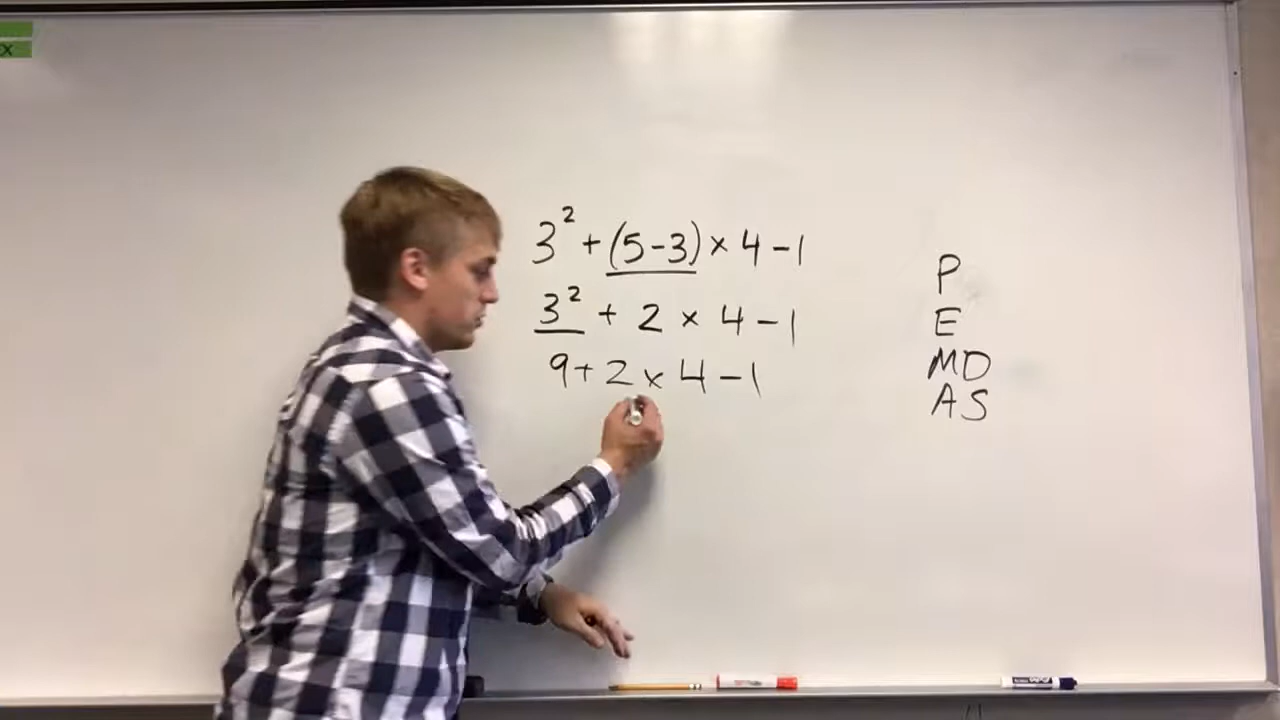 x
3² + (5-3) × 4 - 1
3² + 2 × 4 - 1
9 + 2 × 4 - 1
P
E
MD
AS